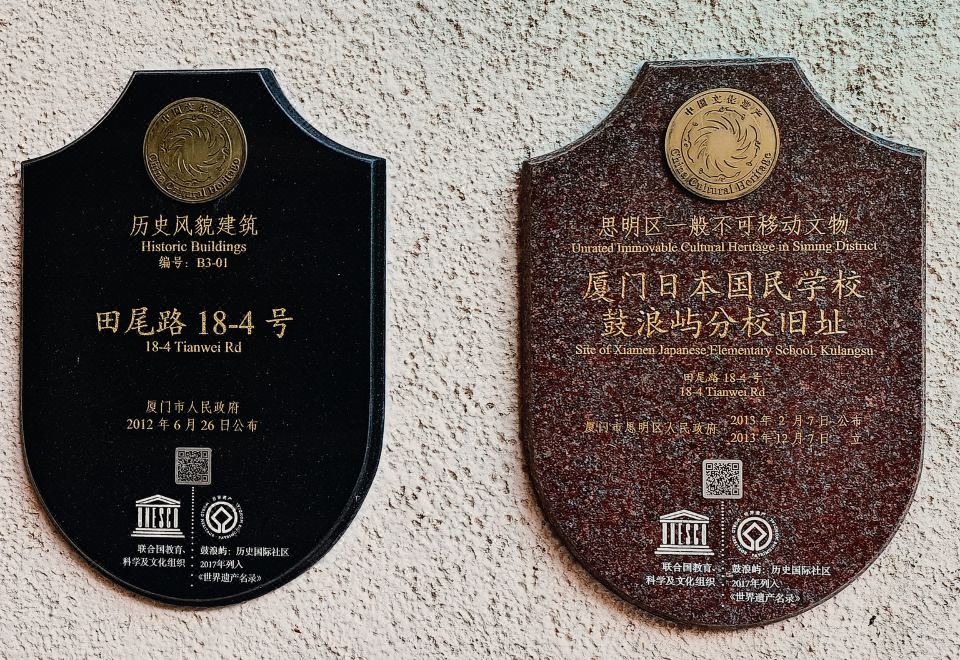 中国文化遗产
China Cultural Heritage
历史风貌建筑
Historic Buildings
编号：B3-01
田尾路 18-4 号
18-4 Tianwei Rd
厦门市人民政府
2012 年 6 月 26 日公布
UNESCO
联合国教育、
科学及文化组织
鼓浪屿：历史国际社区
2017年列入
《世界遗产名录》
中国文化遗产
China Cultural Heritage
思明区一般不可移动文物
Unrated Immovable Cultural Heritage in Siming District
厦门日本国民学校
鼓浪屿分校旧址
Site of Xiamen Japanese Elementary School, Kulangsu
田尾路 18-4 号
18-4 Tianwei Rd
厦门市思明区人民政府
2013 年 2 月 7 日 公布
2013 年 12 月 7 日 立
UNESCO
联合国教育、
科学及文化组织
鼓浪屿：历史国际社区
2017年列入
《世界遗产名录》